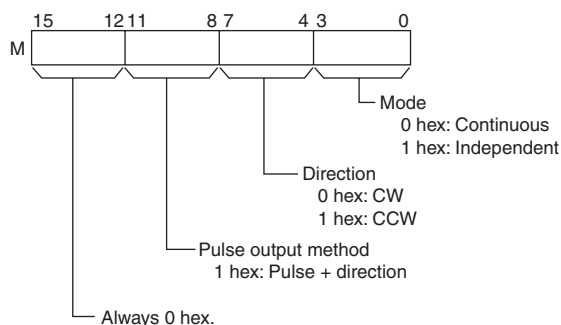 15 12 11 8 7 4 3 0
M
Mode
0 hex: Continuous
1 hex: Independent
Direction
0 hex: CW
1 hex: CCW
Pulse output method
1 hex: Pulse + direction
Always 0 hex.